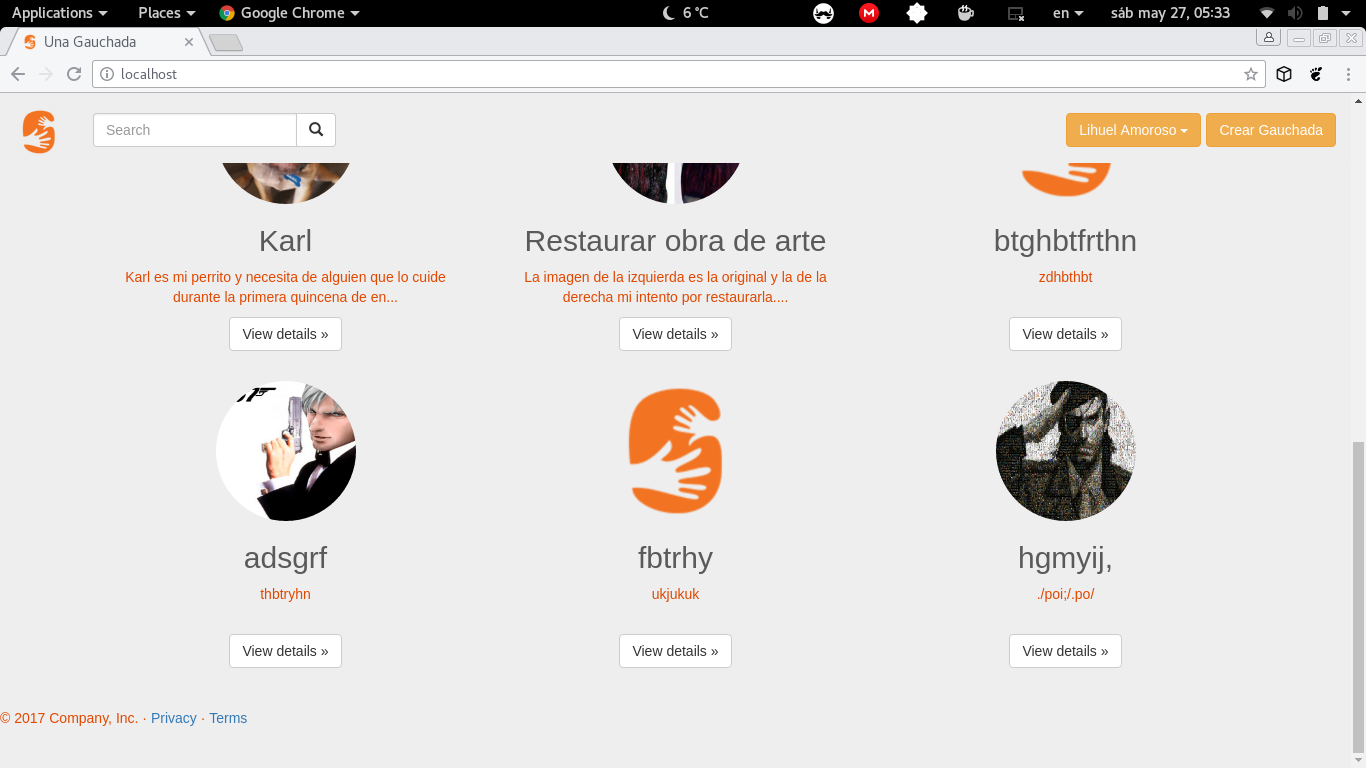 Applications Places Google Chrome 6 °C en sáb may 27, 05:33
Una Gauchada
localhost
Search Lihuel Amoroso Crear Gauchada
Karl Restaurar obra de arte btghbtfrthn
Karl es mi perrito y necesita de alguien que lo cuide
durante la primera quincena de en...
La imagen de la izquierda es la original y la de la
derecha mi intento por restaurarla....
zdhbthbt
View details » View details » View details »
adsgrf fbtrhy hgmyij,
thbtryhn ukjukuk ./poi;/.po/
View details » View details » View details »
© 2017 Company, Inc. · Privacy · Terms